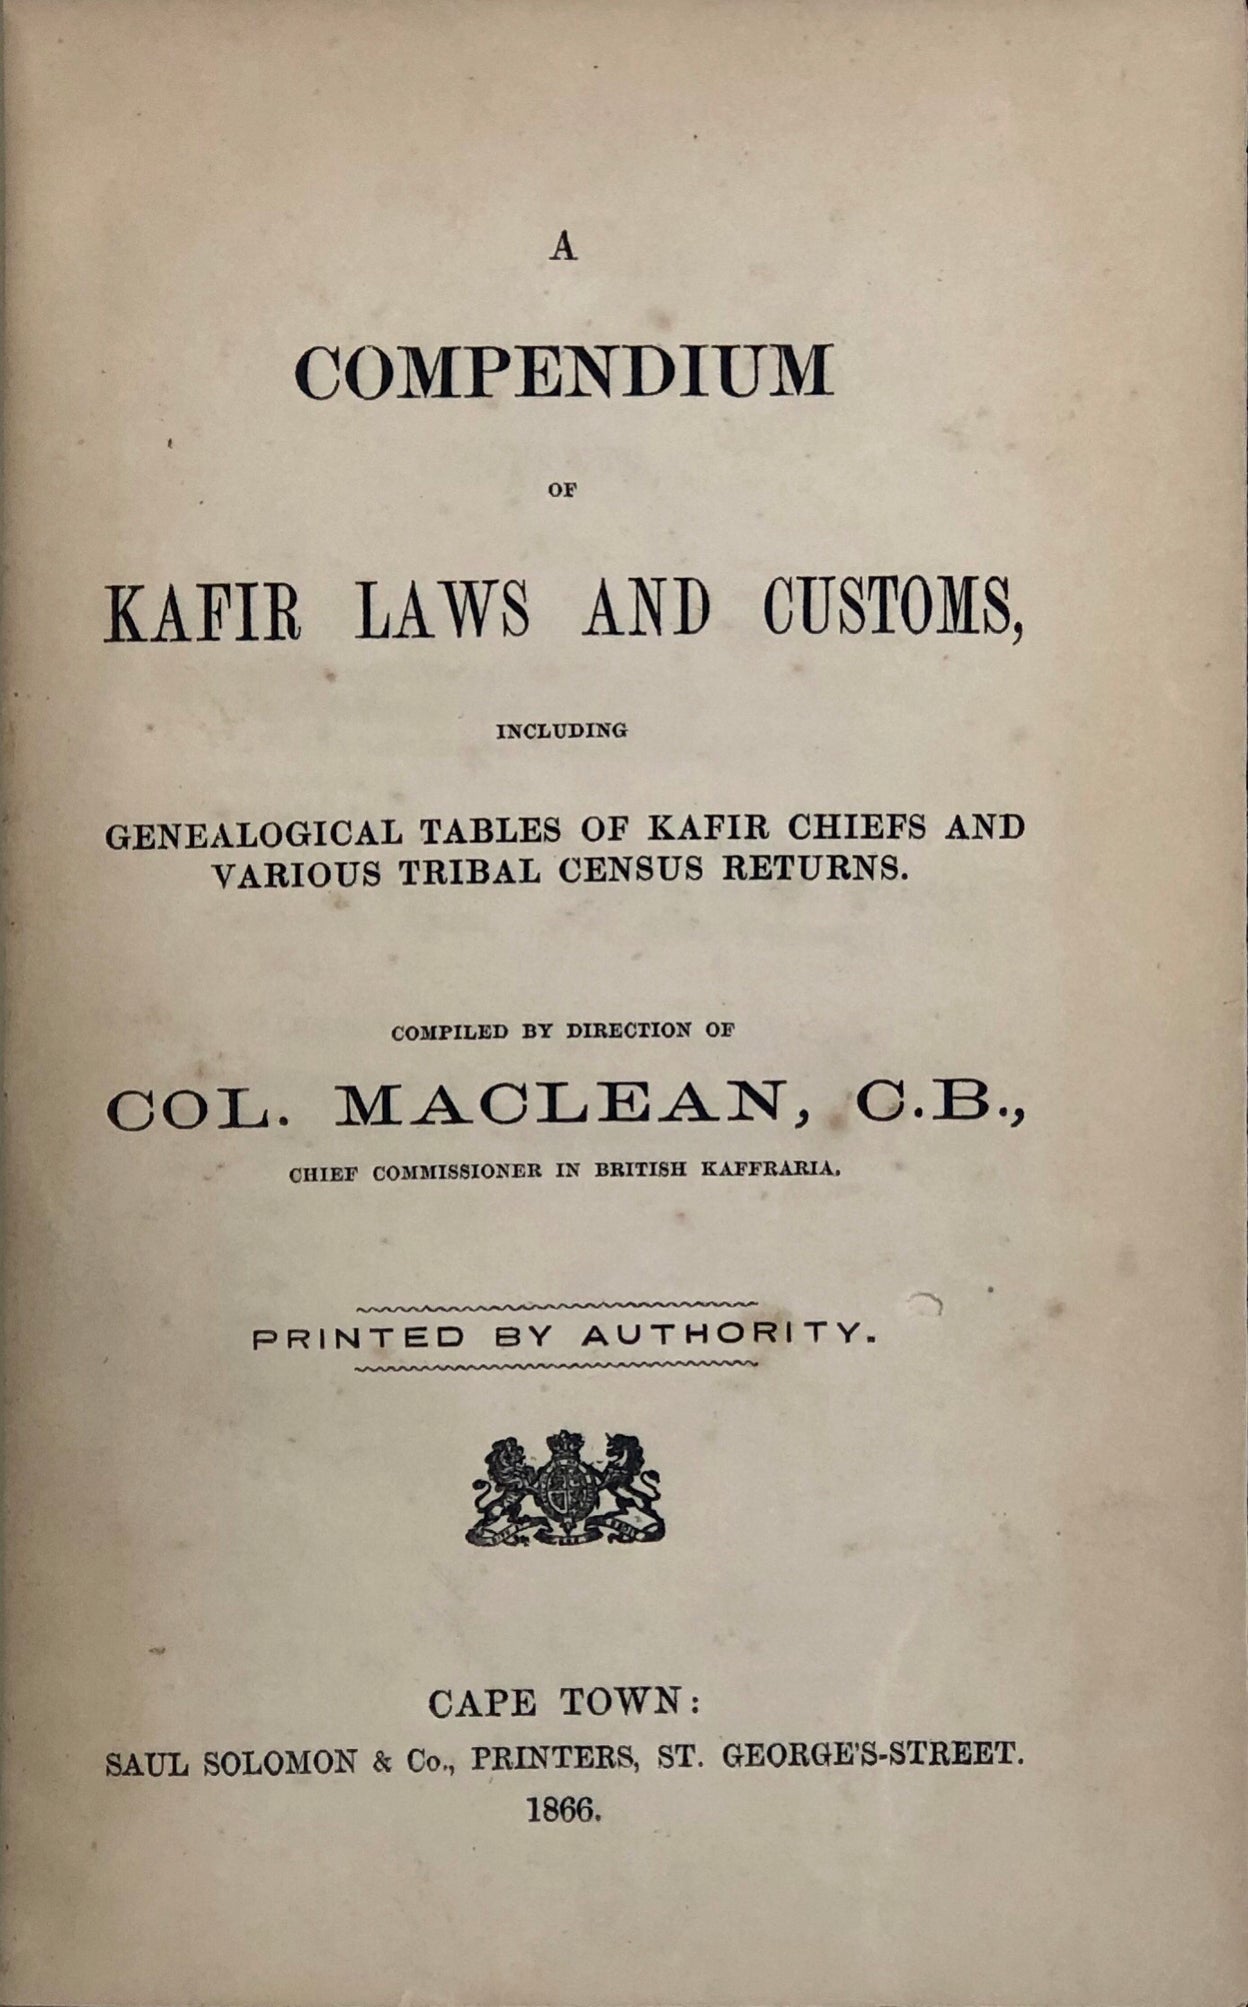 A
COMPENDIUM
OF
KAFIR LAWS AND CUSTOMS,
INCLUDING
GENEALOGICAL TABLES OF KAFIR CHIEFS AND
VARIOUS TRIBAL CENSUS RETURNS.
COMPILED BY DIRECTION OF
COL. MACLEAN, C.B.,
CHIEF COMMISSIONER IN BRITISH KAFFRARIA.
PRINTED BY AUTHORITY.
CAPE TOWN:
SAUL SOLOMON & Co., PRINTERS, ST. GEORGE'S-STREET.
1866.